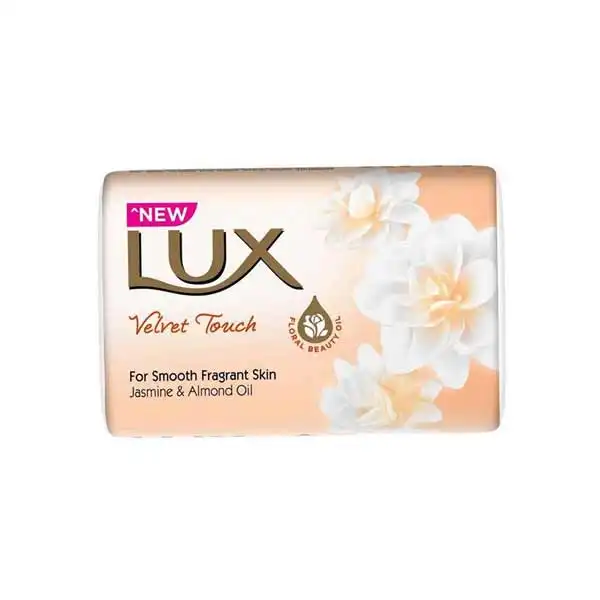 ^NEW
LUX
Velvet Touch
FLORAL BEAUTY OIL
For Smooth Fragrant Skin
Jasmine & Almond Oil